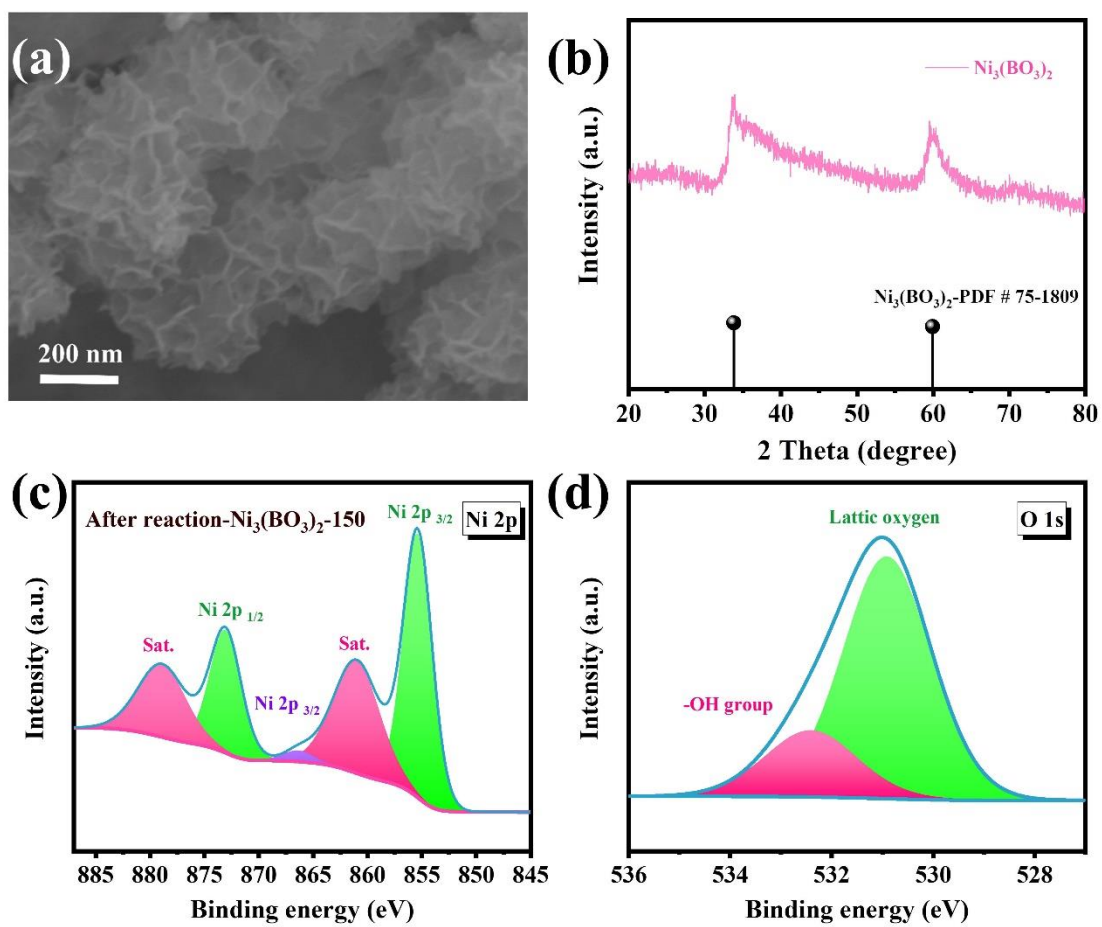 (a)
200 nm
(b)
Ni₃(BO₃)₂
Ni₃(BO₃)₂-PDF # 75-1809
Intensity (a.u.)
20 30 40 50 60 70 80
2 Theta (degree)
(c)
After reaction-Ni₃(BO₃)₂-150
Ni 2p ₃/₂
Ni 2p
Ni 2p ₁/₂
Sat.
Sat.
Ni 2p ₃/₂
Intensity (a.u.)
885 880 875 870 865 860 855 850 845
Binding energy (eV)
(d)
Lattic oxygen
O 1s
-OH group
Intensity (a.u.)
536 534 532 530 528
Binding energy (eV)